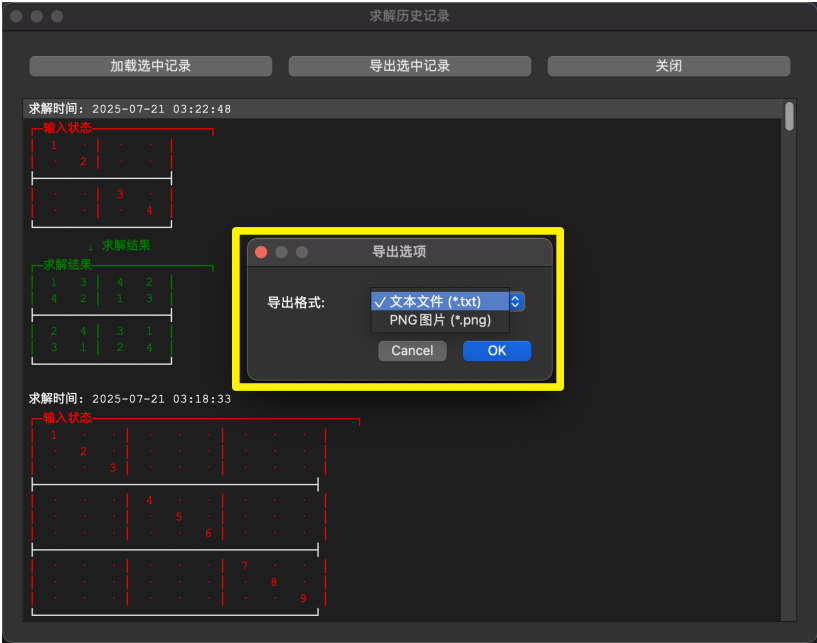 求解历史记录
加载选中记录 导出选中记录 关闭
求解时间: 2025-07-21 03:22:48
输入状态
1 · | · ·
· 2 | · ·
· · | 3 ·
· · | · 4
↓ 求解结果
求解结果
1 3 | 4 2
4 2 | 1 3
2 4 | 3 1
3 1 | 2 4
导出选项
导出格式:
✓ 文本文件 (*.txt)
PNG图片 (*.png)
Cancel OK
求解时间: 2025-07-21 03:18:33
输入状态
1 · · | · · · | · · ·
· 2 · | · · · | · · ·
· · 3 | · · · | · · ·
· · · | 4 · · | · · ·
· · · | · 5 · | · · ·
· · · | · · 6 | · · ·
· · · | · · · | 7 · ·
· · · | · · · | · 8 ·
· · · | · · · | · · 9